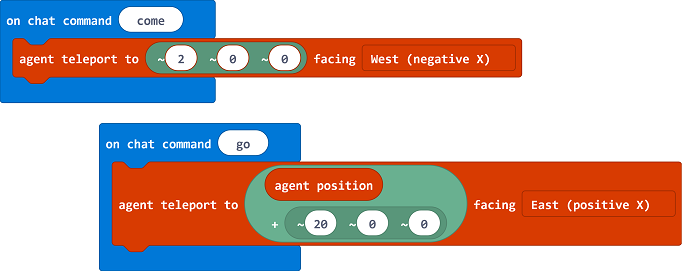 on chat command come
agent teleport to ~ 2 ~ 0 ~ 0 facing West (negative X)
on chat command go
agent position
agent teleport to facing East (positive X)
+ ~ 20 ~ 0 ~ 0